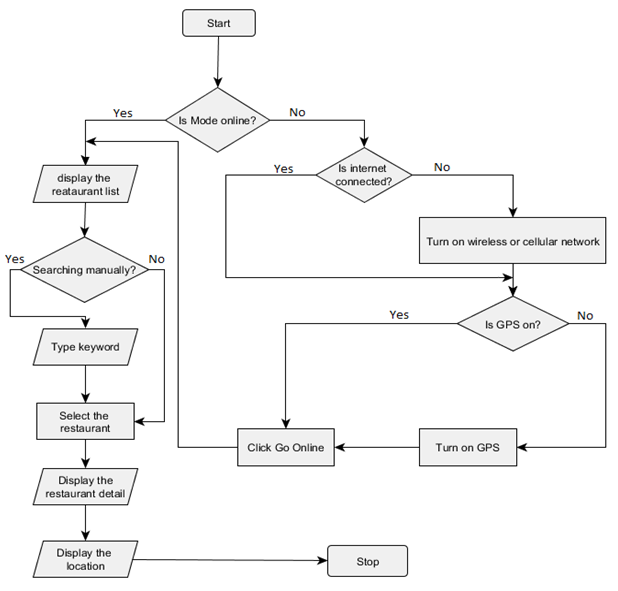 Start
Is Mode online?
Yes
No
display the
reataurant list
Is internet
connected?
Yes
No
Turn on wireless or cellular network
Searching manually?
Yes
No
Is GPS on?
Yes
No
Type keyword
Select the
restaurant
Click Go Online
Turn on GPS
Display the
restaurant detail
Display the
location
Stop